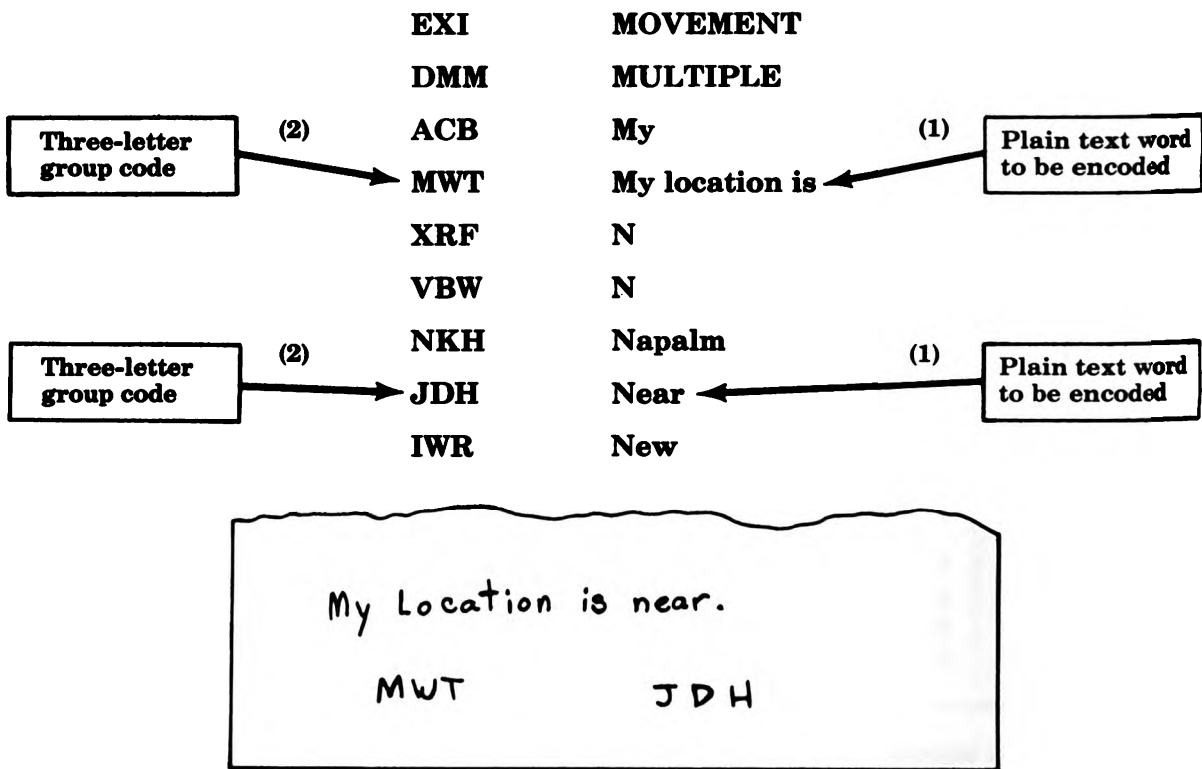 EXI MOVEMENT
DMM MULTIPLE
Three-letter
group code
(2)
ACB My
(1)
Plain text word
to be encoded
MWT My location is
XRF N
VBW N
Three-letter
group code
(2)
NKH Napalm
(1)
Plain text word
to be encoded
JDH Near
IWR New
My Location is near.
MWT JDH